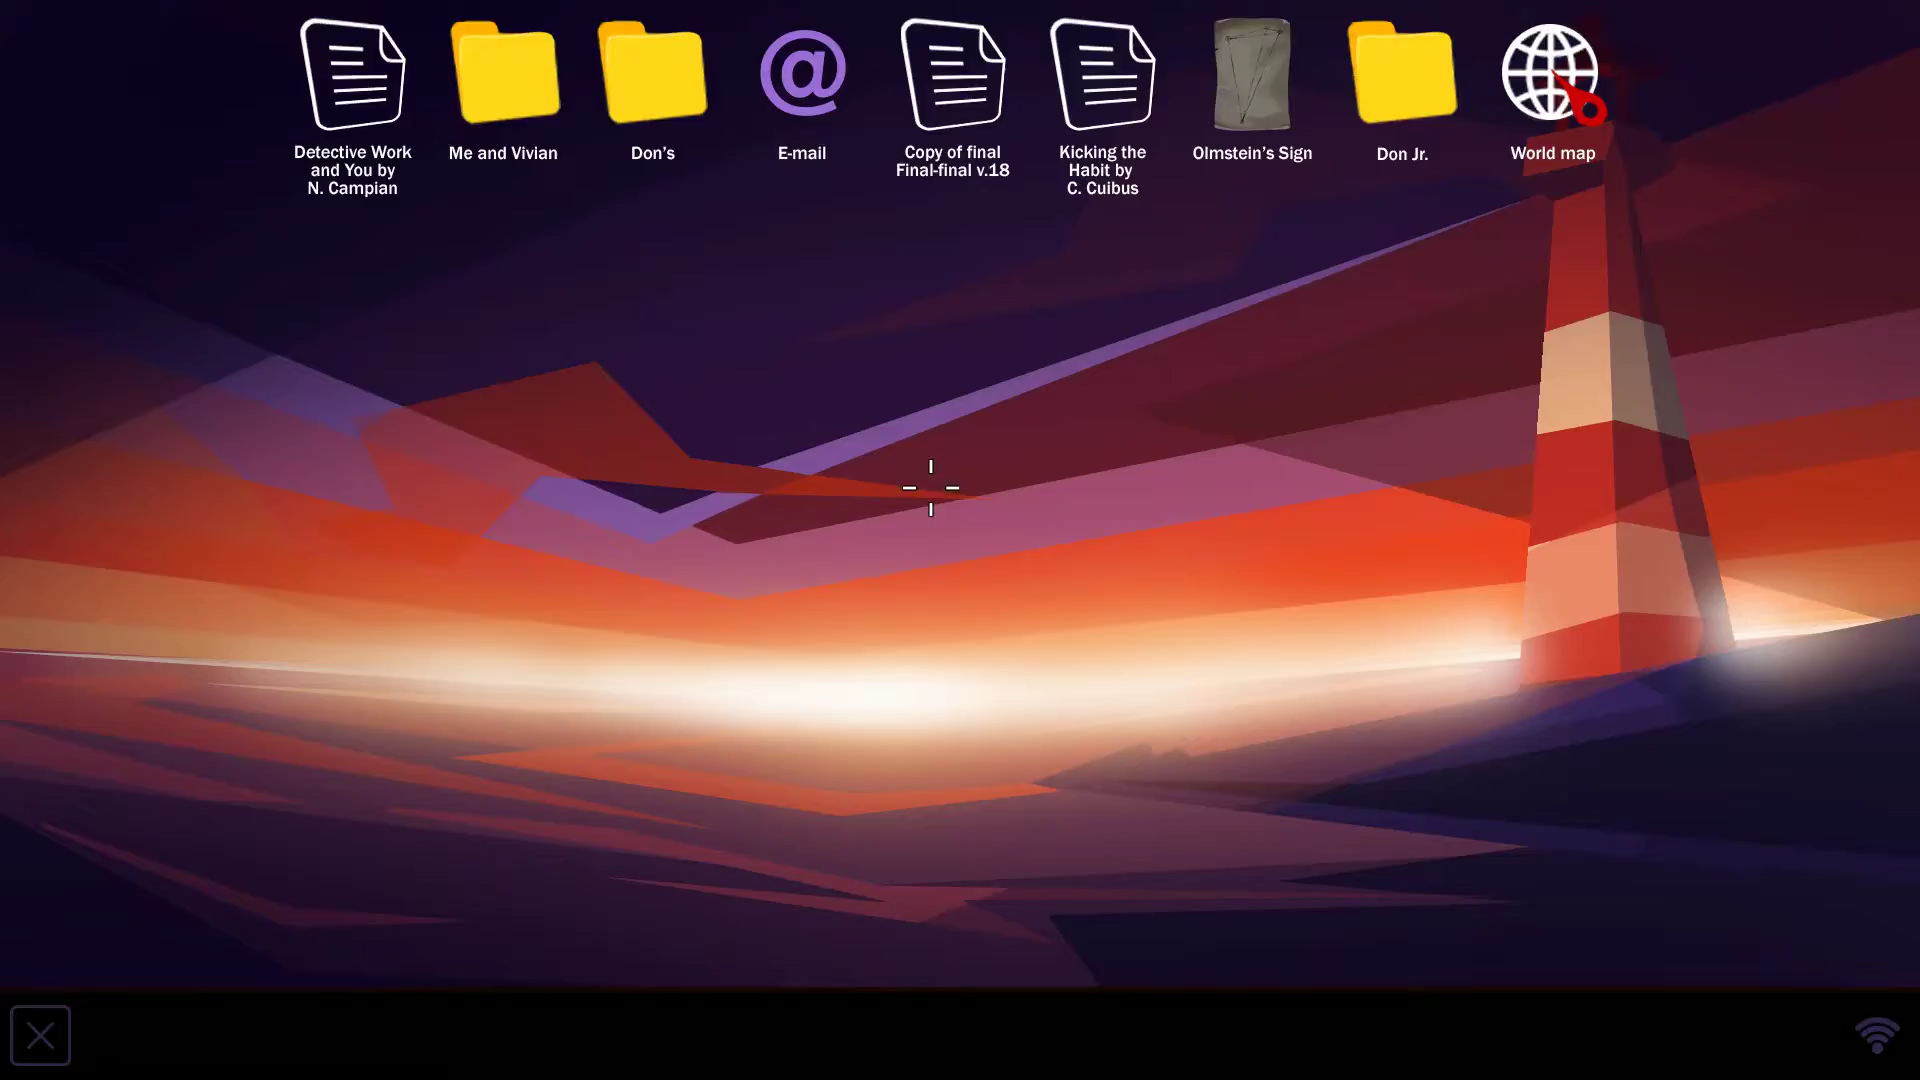 Detective Work
and You by
N. Campian
Me and Vivian
Don's
E-mail
Copy of final
Final-final v.18
Kicking the
Habit by
C. Cuibus
Olmstein's Sign
Don Jr.
World map